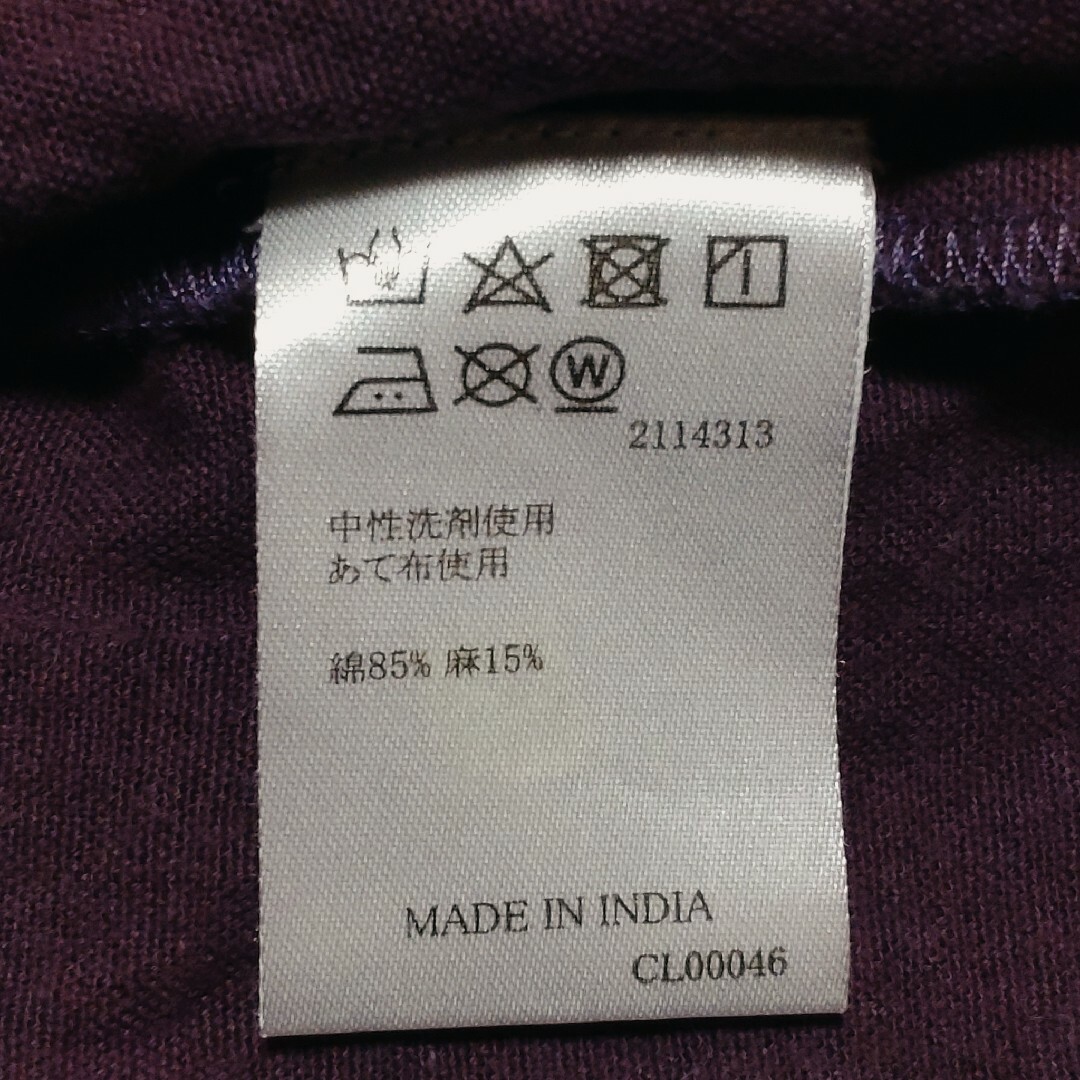 W
2114313
中性洗剤使用
あて布使用
綿85% 麻15%
MADE IN INDIA
CL00046